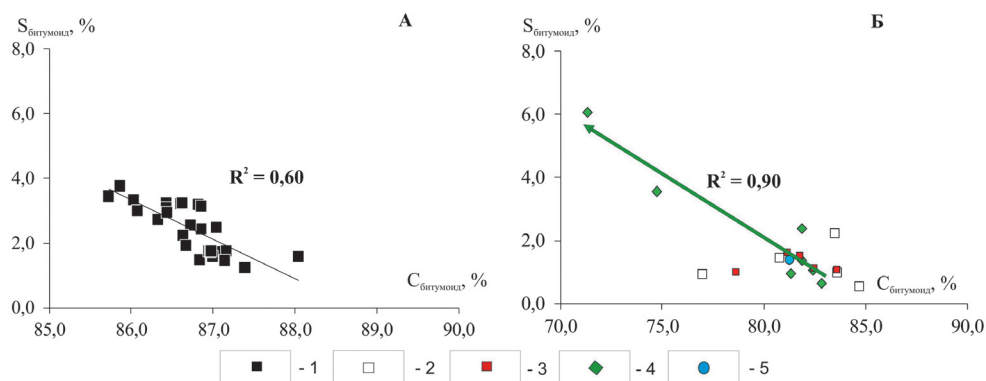 S битумоид, %
А
8,0
6,0
4,0
2,0
0,0
R² = 0,60
C битумоид, %
85,0 86,0 87,0 88,0 89,0 90,0
S битумоид, %
Б
8,0
6,0
4,0
2,0
0,0
R² = 0,90
C битумоид, %
70,0 75,0 80,0 85,0 90,0
- 1 - 2 - 3 - 4 - 5